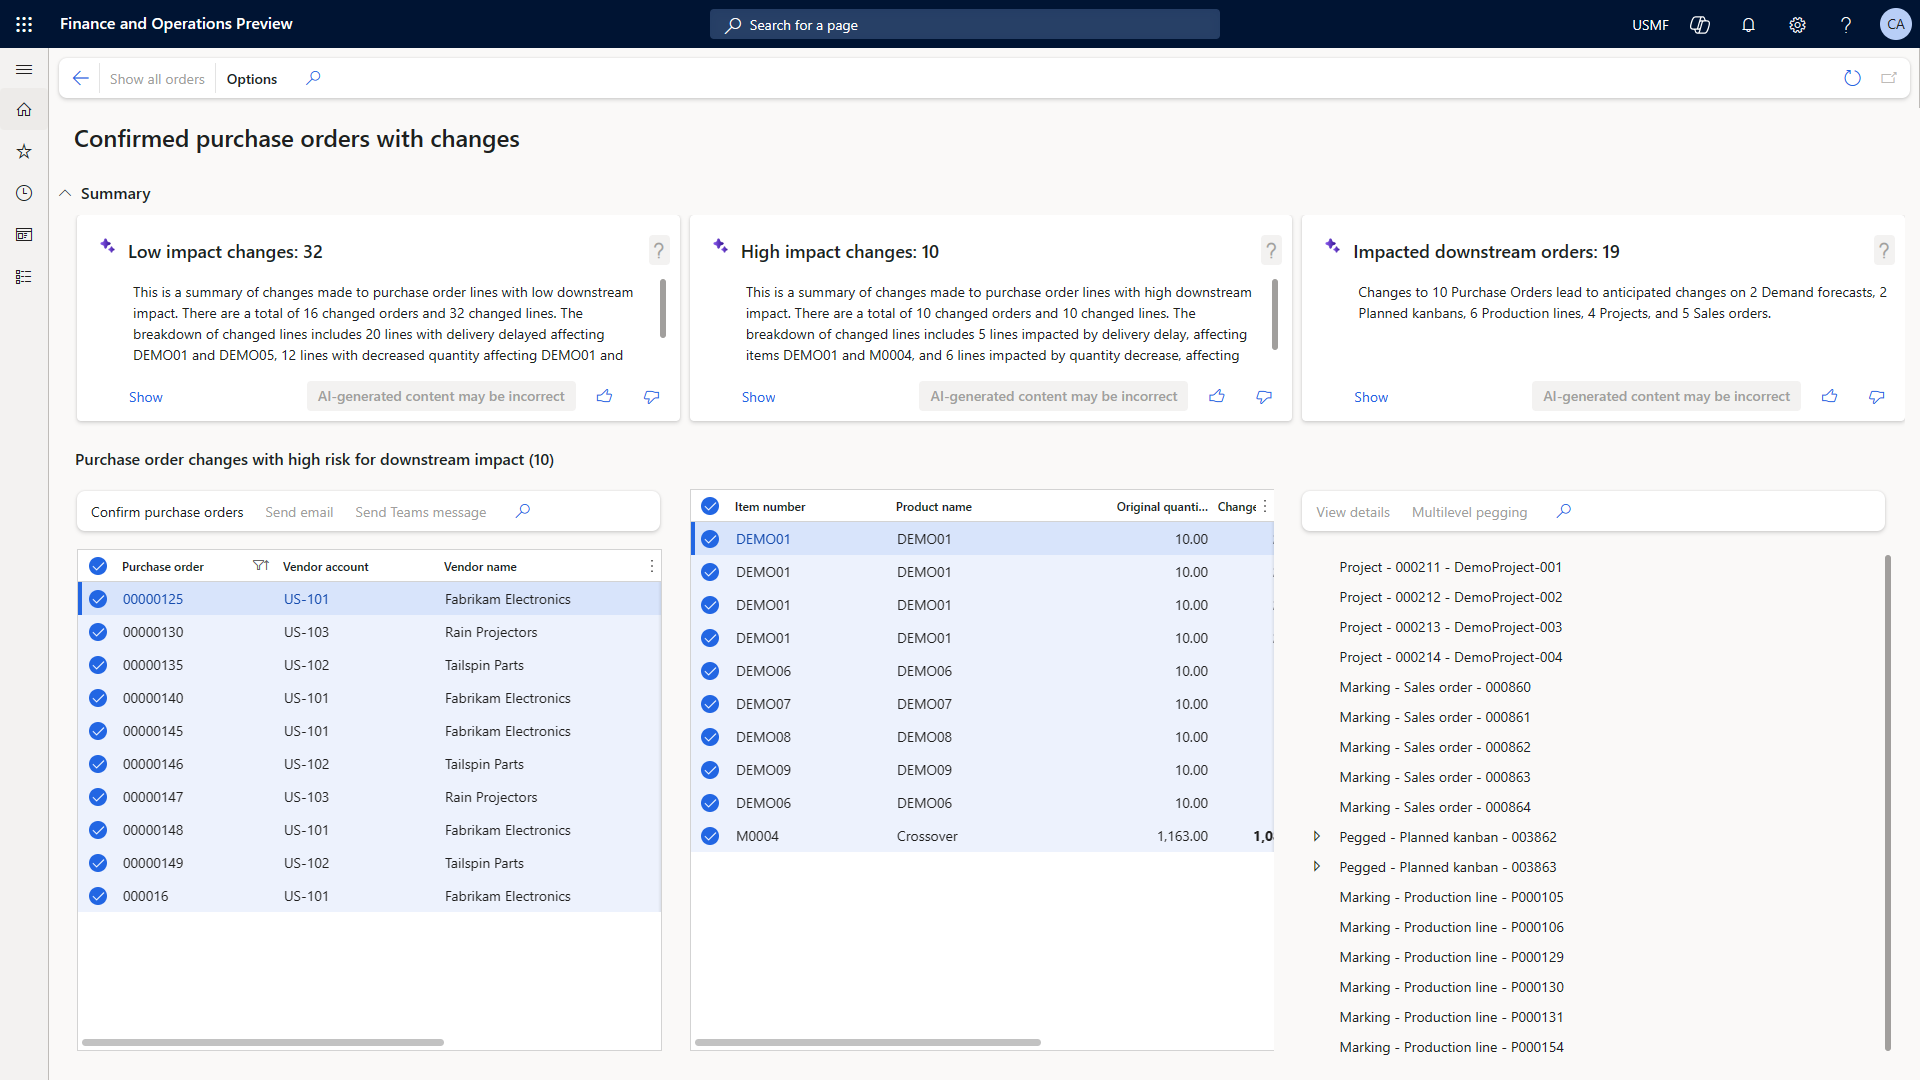 Finance and Operations Preview
Search for a page
USMF
CA
Show all orders
Options
Confirmed purchase orders with changes
Summary
Low impact changes: 32
?
This is a summary of changes made to purchase order lines with low downstream
impact. There are a total of 16 changed orders and 32 changed lines. The
breakdown of changed lines includes 20 lines with delivery delayed affecting
DEMO01 and DEMO05, 12 lines with decreased quantity affecting DEMO01 and
Show
AI-generated content may be incorrect
High impact changes: 10
?
This is a summary of changes made to purchase order lines with high downstream
impact. There are a total of 10 changed orders and 10 changed lines. The
breakdown of changed lines includes 5 lines impacted by delivery delay, affecting
items DEMO01 and M0004, and 6 lines impacted by quantity decrease, affecting
Show
AI-generated content may be incorrect
Impacted downstream orders: 19
?
Changes to 10 Purchase Orders lead to anticipated changes on 2 Demand forecasts, 2
Planned kanbans, 6 Production lines, 4 Projects, and 5 Sales orders.
Show
AI-generated content may be incorrect
Purchase order changes with high risk for downstream impact (10)
Confirm purchase orders Send email Send Teams message
Purchase order Vendor account Vendor name
00000125 US-101 Fabrikam Electronics
00000130 US-103 Rain Projectors
00000135 US-102 Tailspin Parts
00000140 US-101 Fabrikam Electronics
00000145 US-101 Fabrikam Electronics
00000146 US-102 Tailspin Parts
00000147 US-103 Rain Projectors
00000148 US-101 Fabrikam Electronics
00000149 US-102 Tailspin Parts
000016 US-101 Fabrikam Electronics
Item number Product name Original quanti... Change
DEMO01 DEMO01 10.00
DEMO01 DEMO01 10.00
DEMO01 DEMO01 10.00
DEMO01 DEMO01 10.00
DEMO06 DEMO06 10.00
DEMO07 DEMO07 10.00
DEMO08 DEMO08 10.00
DEMO09 DEMO09 10.00
DEMO06 DEMO06 10.00
M0004 Crossover 1,163.00
View details Multilevel pegging
Project - 000211 - DemoProject-001
Project - 000212 - DemoProject-002
Project - 000213 - DemoProject-003
Project - 000214 - DemoProject-004
Marking - Sales order - 000860
Marking - Sales order - 000861
Marking - Sales order - 000862
Marking - Sales order - 000863
Marking - Sales order - 000864
Pegged - Planned kanban - 003862
Pegged - Planned kanban - 003863
Marking - Production line - P000105
Marking - Production line - P000106
Marking - Production line - P000129
Marking - Production line - P000130
Marking - Production line - P000131
Marking - Production line - P000154